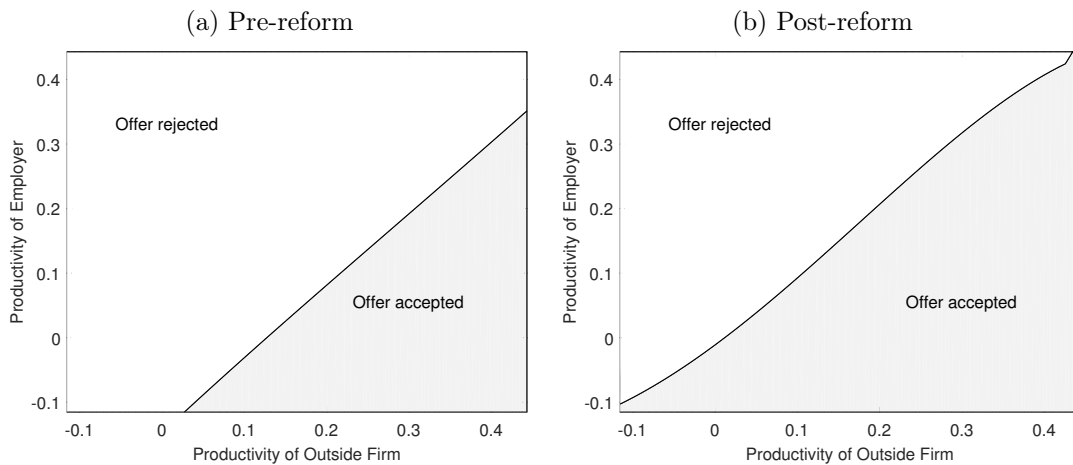 (a) Pre-reform
0.4
0.3
0.2
0.1
0
-0.1
Productivity of Employer
Offer rejected
Offer accepted
-0.1 0 0.1 0.2 0.3 0.4
Productivity of Outside Firm
(b) Post-reform
0.4
0.3
0.2
0.1
0
-0.1
Productivity of Employer
Offer rejected
Offer accepted
-0.1 0 0.1 0.2 0.3 0.4
Productivity of Outside Firm